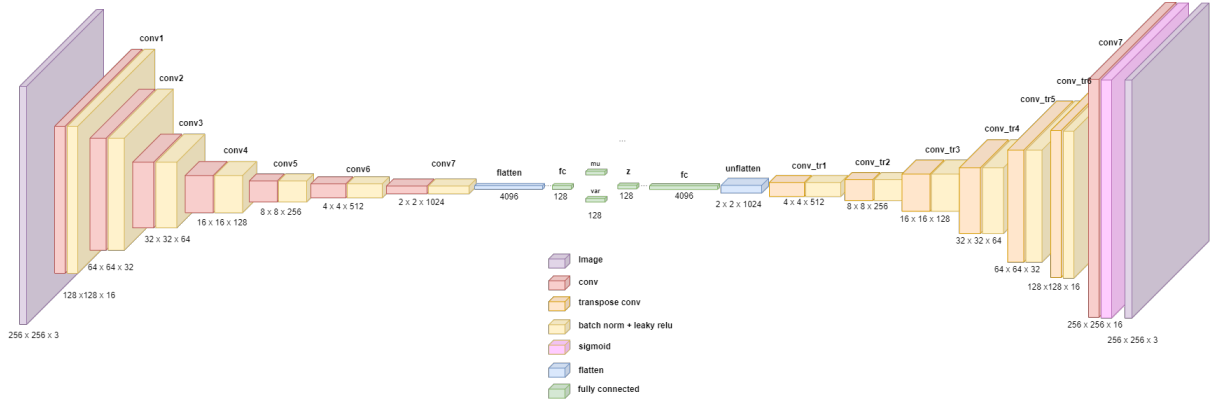 conv1
conv2
conv3
conv4
conv5
conv6
conv7
flatten
fc
mu
var
z
fc
unflatten
conv_tr1
conv_tr2
conv_tr3
conv_tr4
conv_tr5
conv_tr6
conv7
...
256 x 256 x 3
128 x128 x 16
64 x 64 x 32
32 x 32 x 64
16 x 16 x 128
8 x 8 x 256
4 x 4 x 512
2 x 2 x 1024
4096
128
128
128
4096
2 x 2 x 1024
4 x 4 x 512
8 x 8 x 256
16 x 16 x 128
32 x 32 x 64
64 x 64 x 32
128 x128 x 16
256 x 256 x 16
256 x 256 x 3
Image
conv
transpose conv
batch norm + leaky relu
sigmoid
flatten
fully connected